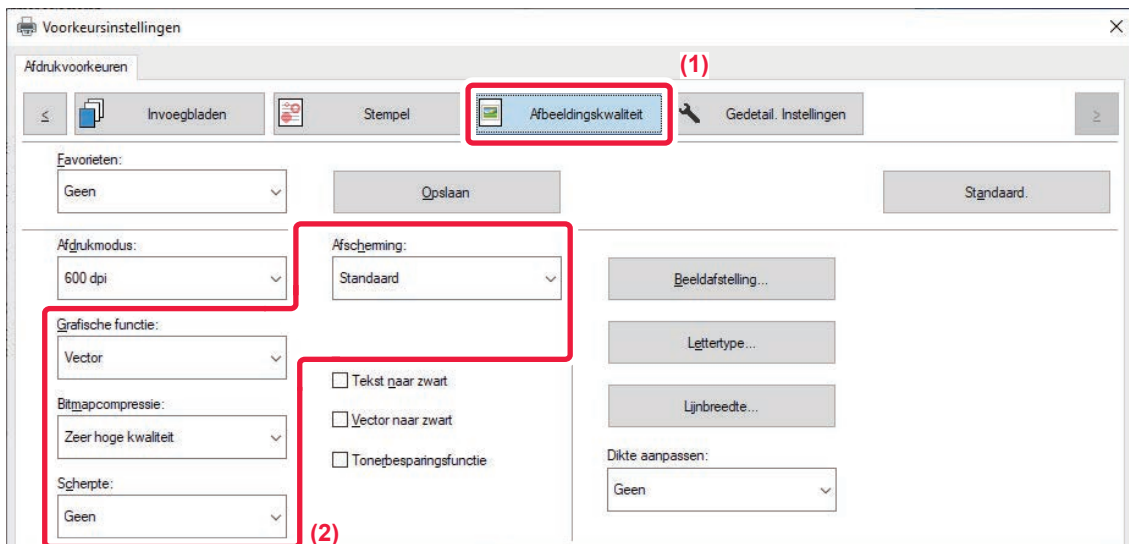 Voorkeursinstellingen
Afdrukvoorkeuren
(1)
< Invoegbladen Stempel Afbeeldingskwaliteit Gedetail. Instellingen >
Favorieten:
Geen Opslaan Standaard.
Afdrukmodus: Afscherming:
600 dpi Standaard Beeldafstelling...
Grafische functie:
Vector Lettertype...
Tekst naar zwart
Bitmapcompressie:
Vector naar zwart Lijnbreedte...
Zeer hoge kwaliteit
Tonerbesparingsfunctie Dikte aanpassen:
Scherpte:
Geen Geen
(2)